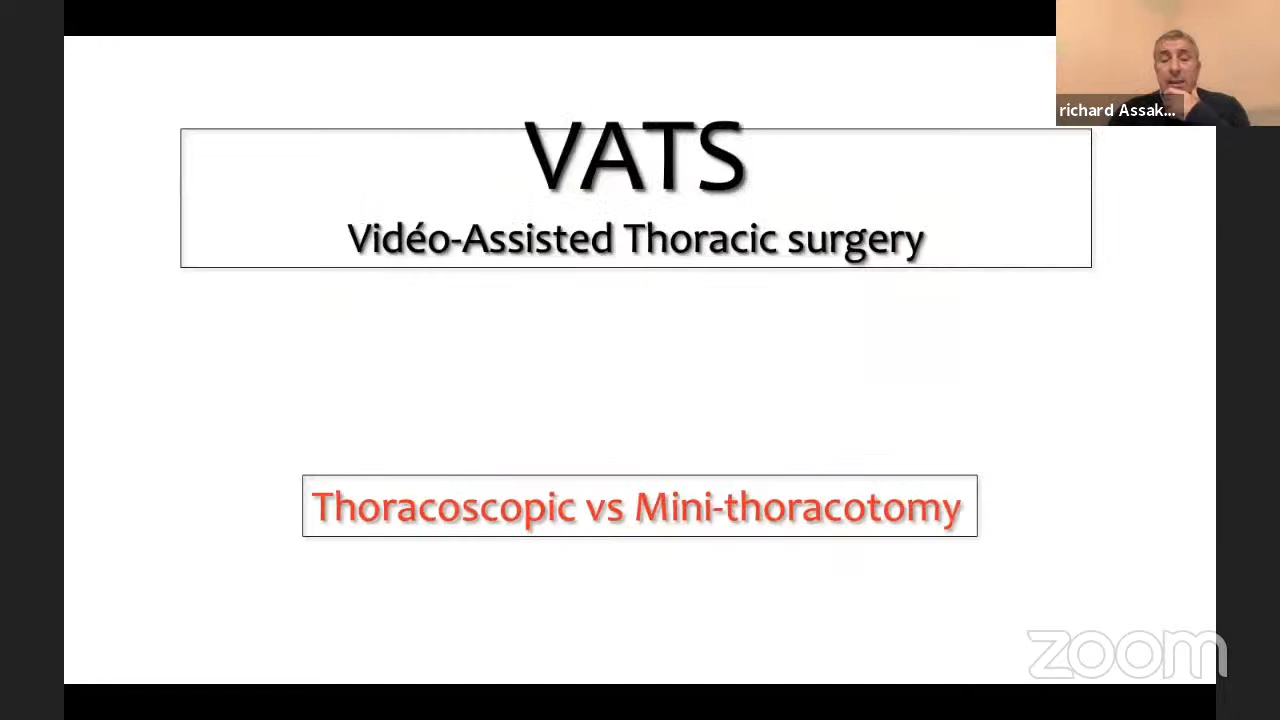 richard Assak...
VATS
Vidéo-Assisted Thoracic surgery
Thoracoscopic vs Mini-thoracotomy
zoom